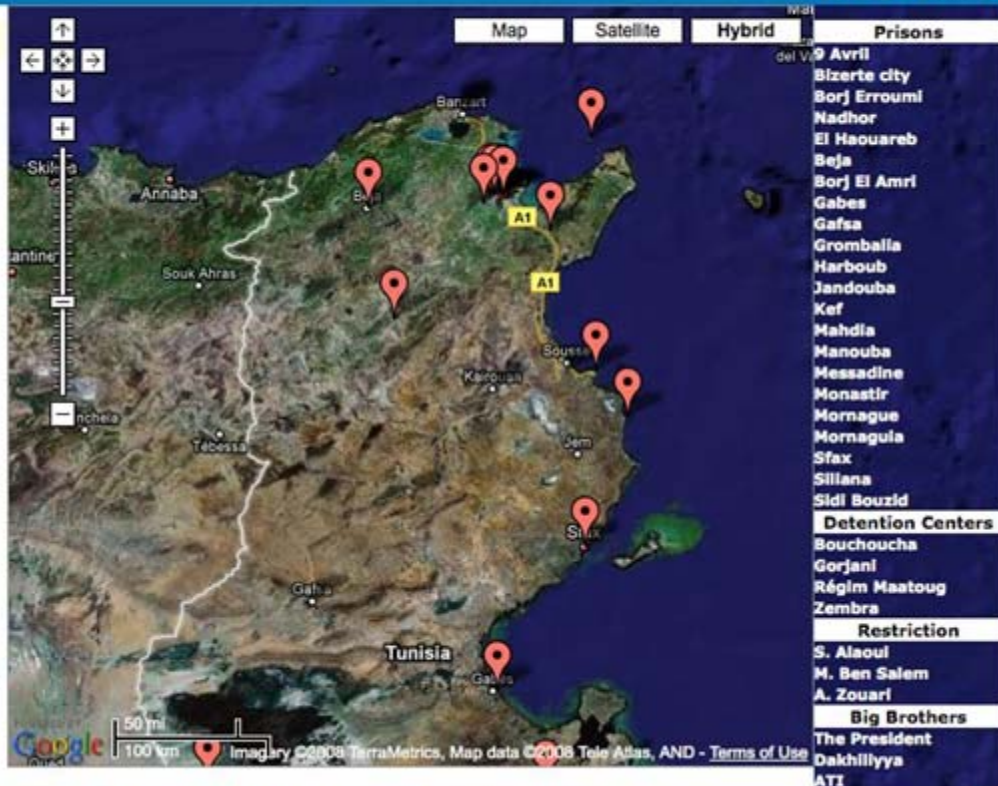 Map
Satellite
Hybrid
del Va
Banzart
Annaba
Souk Ahras
A1
A1
Kairouan
Tébessa
nchela
Jem
Sfax
Gafsa
Tunisia
Gabes
50 mi
100 km
Google
Imagery ©2008 TerraMetrics, Map data ©2008 Tele Atlas, AND - Terms of Use
Prisons
9 Avril
Bizerte city
Borj Erroumi
Nadhor
El Haouareb
Beja
Borj El Amri
Gabes
Gafsa
Grombalia
Harboub
Jandouba
Kef
Mahdia
Manouba
Messadine
Monastir
Mornague
Mornaguia
Sfax
Siliana
Sidi Bouzid
Detention Centers
Bouchoucha
Gorjani
Régim Maatoug
Zembra
Restriction
S. Alaoui
M. Ben Salem
A. Zouari
Big Brothers
The President
Dakhiliyya
ATI